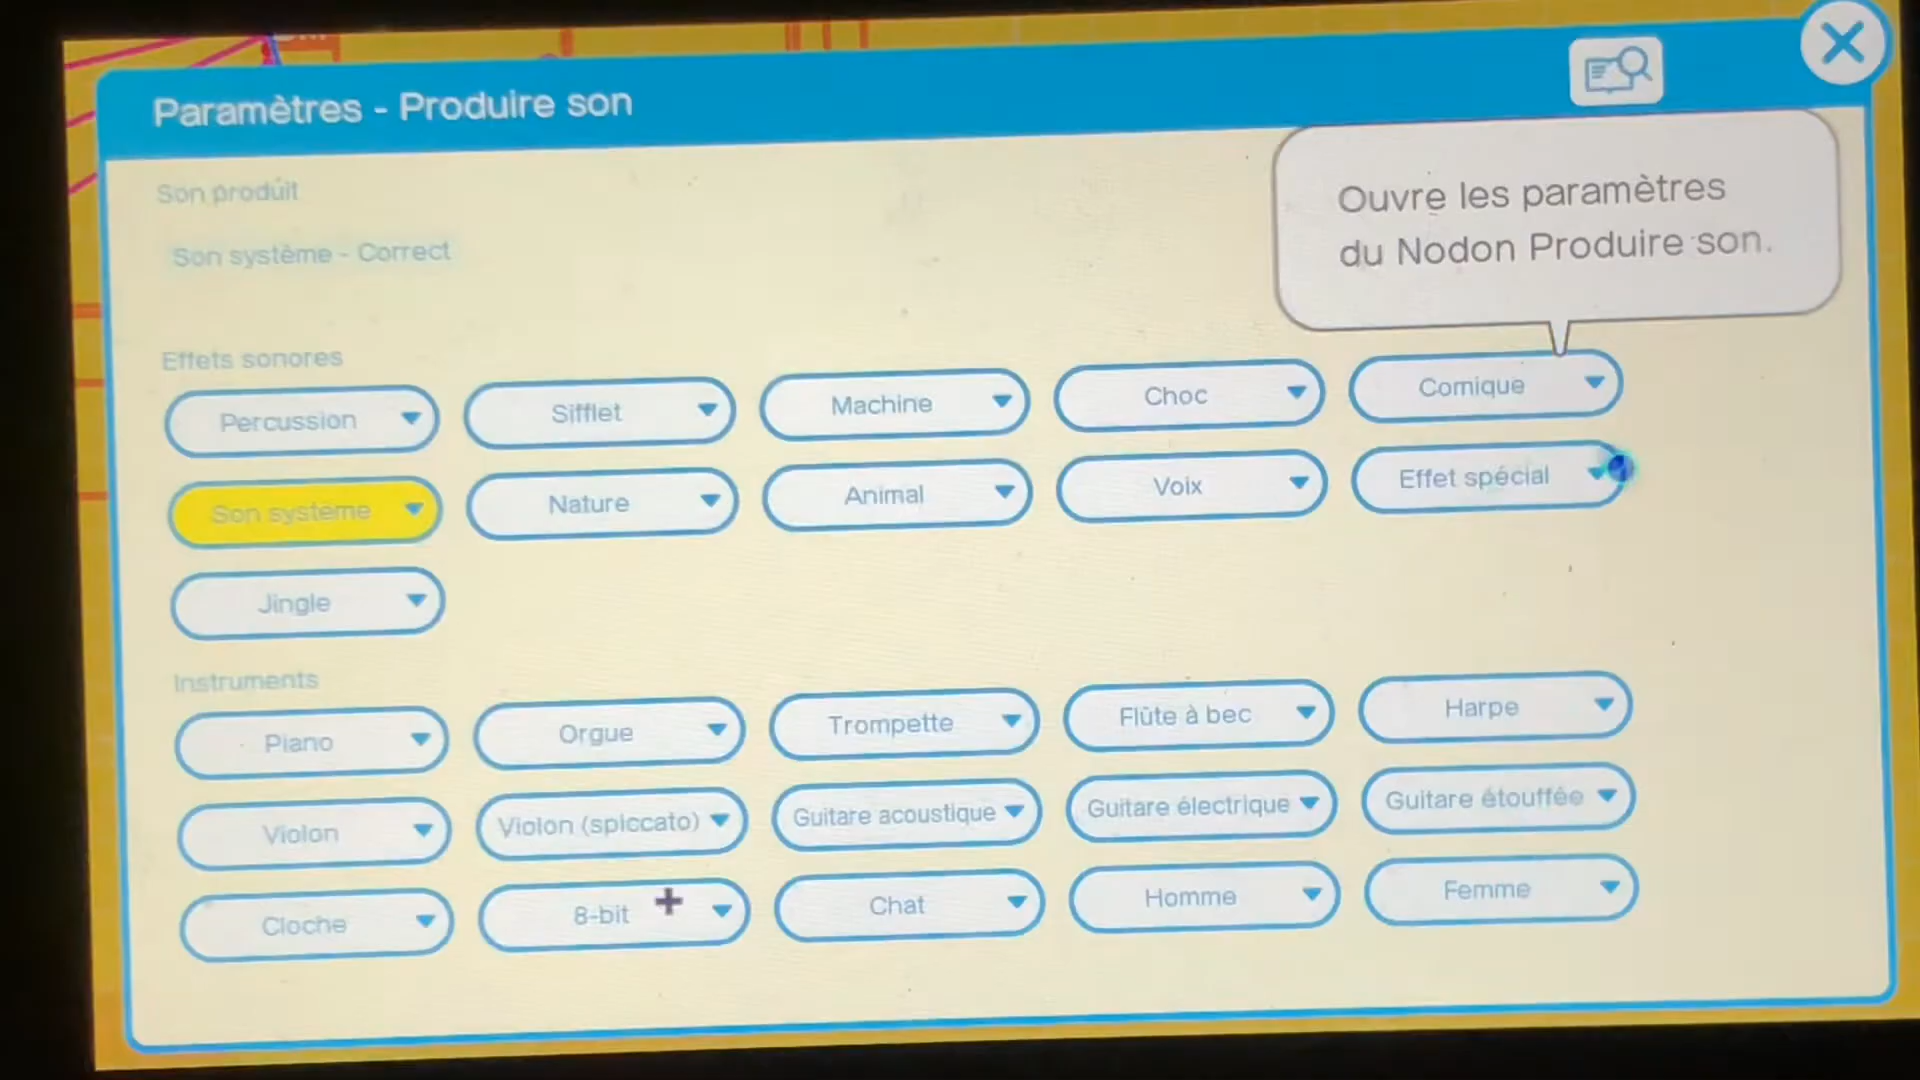 Paramètres - Produire son
Ouvre les paramètres
du Nodon Produire son.
Son produit
Son système - Correct
Effets sonores
Percussion
Sifflet
Machine
Choc
Comique
Son système
Nature
Animal
Voix
Effet spécial
Jingle
Instruments
Piano
Orgue
Trompette
Flûte à bec
Harpe
Violon
Violon (spiccato)
Guitare acoustique
Guitare électrique
Guitare étouffée
Cloche
8-bit
Chat
Homme
Femme